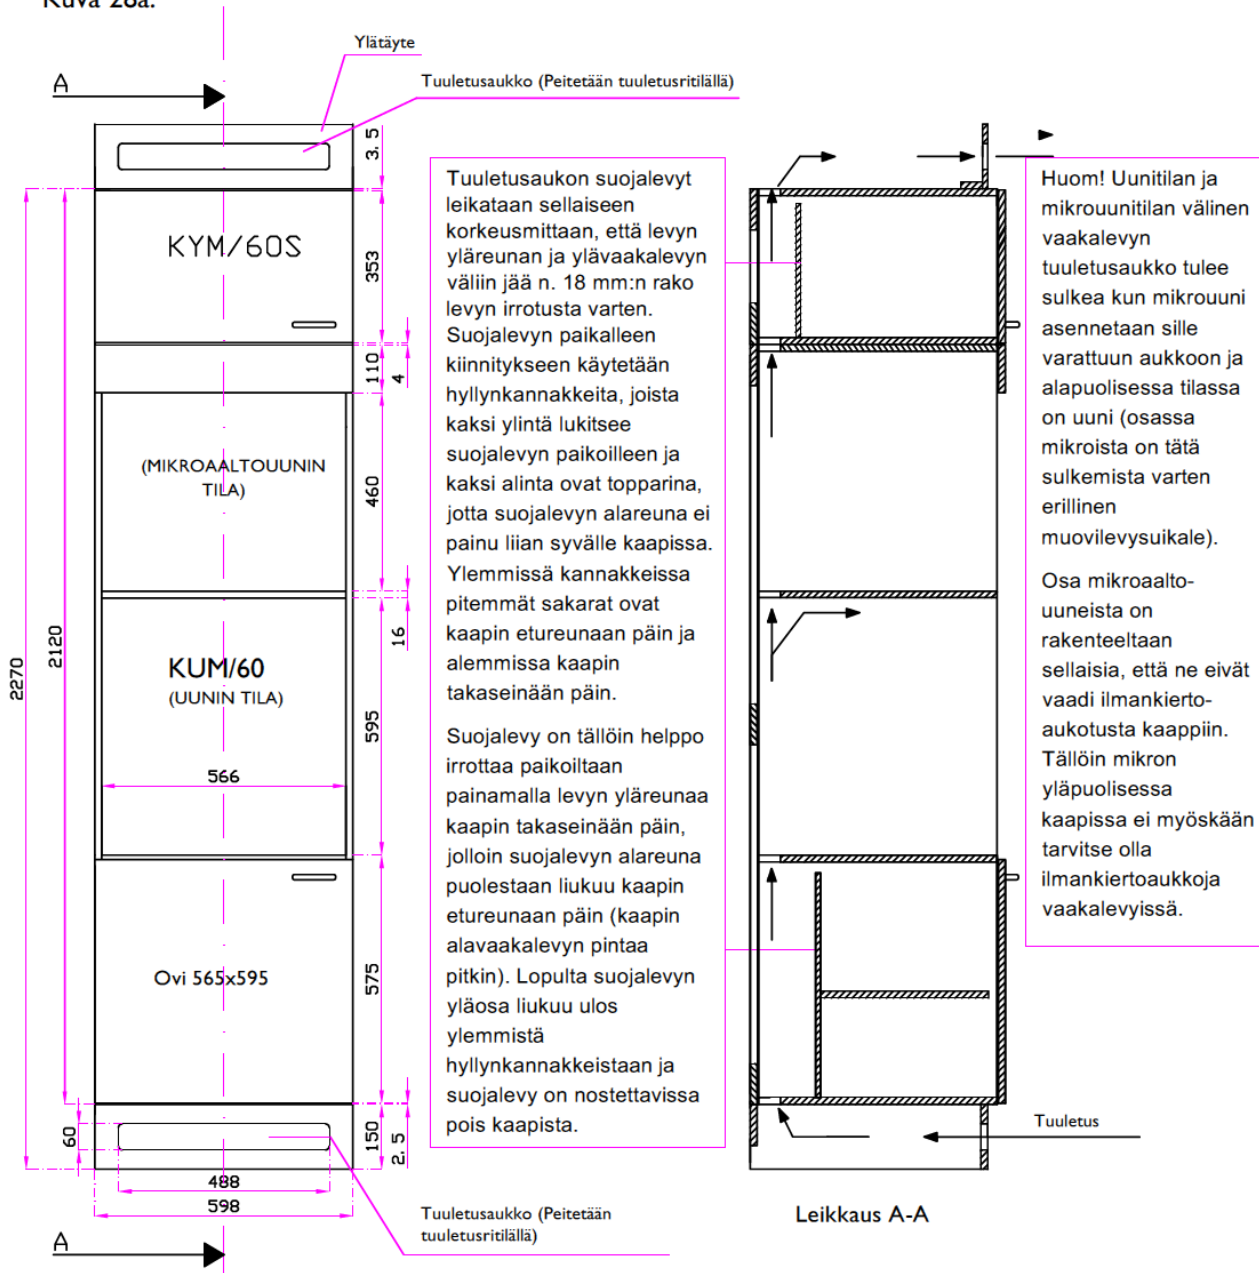 Kuva 28a.
Ylätäyte
A
Tuuletusaukko (Peitetään tuuletusritilällä)
3.5
KYM/60S
353
110
4
(MIKROAALTOUUNIN
TILA)
460
16
2270
2120
KUM/60
(UUNIN TILA)
595
566
Ovi 565x595
575
60
150
2.5
488
598
Tuuletusaukko (Peitetään
tuuletusritilällä)
A
Tuuletusaukon suojalevyt
leikataan sellaiseen
korkeusmittaan, että levyn
yläreunan ja ylävaakalevyn
väliin jää n. 18 mm:n rako
levyn irrotusta varten.
Suojalevyn paikalleen
kiinnitykseen käytetään
hyllynkannakkeita, joista
kaksi ylintä lukitsee
suojalevyn paikoilleen ja
kaksi alinta ovat topparina,
jotta suojalevyn alareuna ei
painu liian syvälle kaapissa.
Ylemmissä kannakkeissa
pitemmät sakarat ovat
kaapin etureunaan päin ja
alemmissa kaapin
takaseinään päin.
Suojalevy on tällöin helppo
irrottaa paikoiltaan
painamalla levyn yläreunaa
kaapin takaseinään päin,
jolloin suojalevyn alareuna
puolestaan liukuu kaapin
etureunaan päin (kaapin
alavaakalevyn pintaa
pitkin). Lopulta suojalevyn
yläosa liukuu ulos
ylemmistä
hyllynkannakkeistaan ja
suojalevy on nostettavissa
pois kaapista.
Huom! Uunitilan ja
mikrouunitilan välinen
vaakalevyn
tuuletusaukko tulee
sulkea kun mikrouuni
asennetaan sille
varattuun aukkoon ja
alapuolisessa tilassa
on uuni (osassa
mikroista on tätä
sulkemista varten
erillinen
muovilevysuikale).
Osa mikroaalto-
uuneista on
rakenteeltaan
sellaisia, että ne eivät
vaadi ilmankierto-
aukotusta kaappiin.
Tällöin mikron
yläpuolisessa
kaapissa ei myöskään
tarvitse olla
ilmankiertoaukkoja
vaakalevyissä.
Tuuletus
Leikkaus A-A